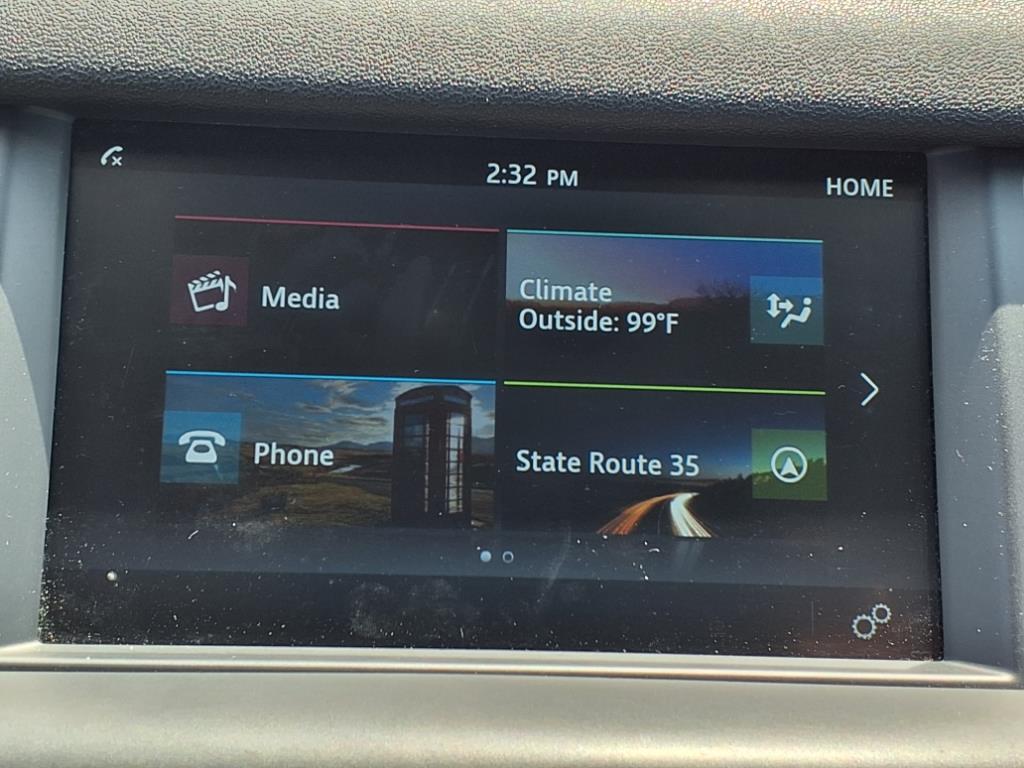 2:32 PM
HOME
Media
Climate
Outside: 99°F
Phone
State Route 35